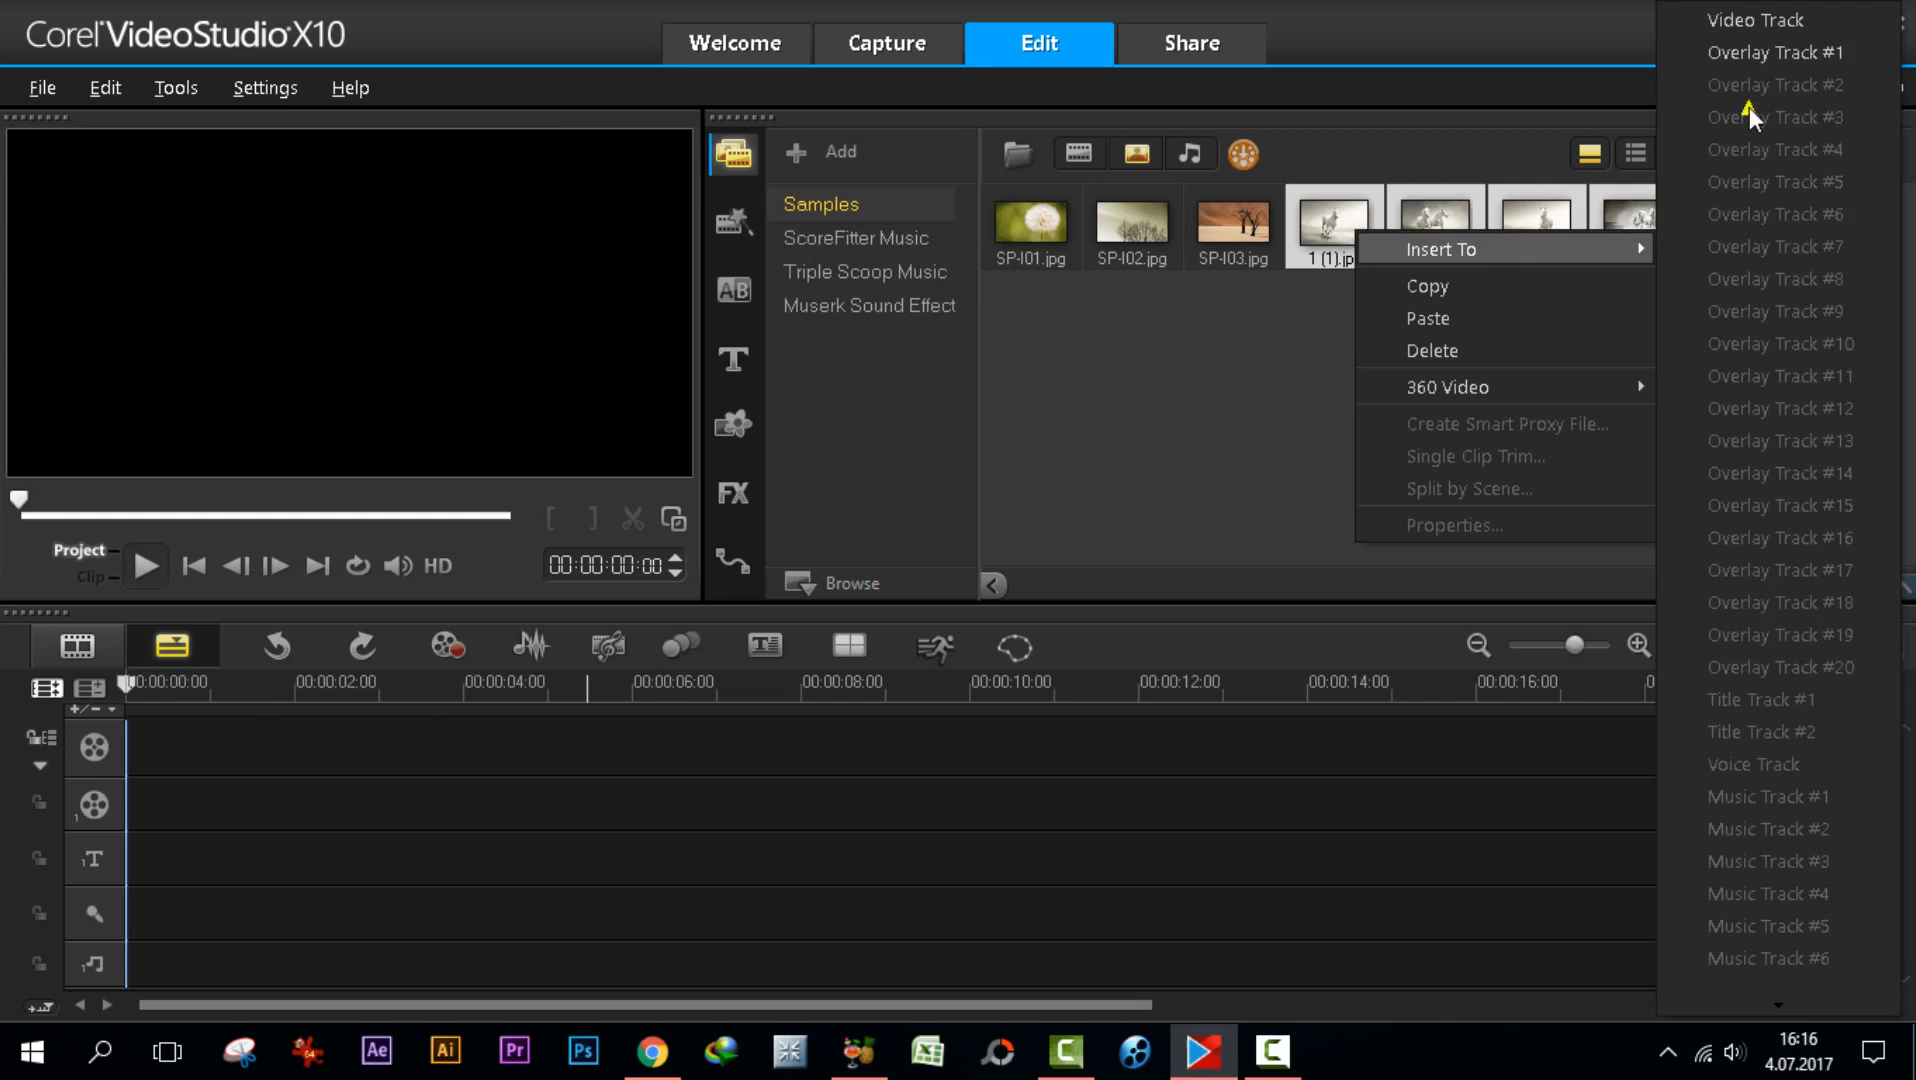 Corel VideoStudio X10
Welcome
Capture
Edit
Share
File
Edit
Tools
Settings
Help
Add
Samples
ScoreFitter Music
Triple Scoop Music
Muserk Sound Effect
SP-I01.jpg
SP-I02.jpg
SP-I03.jpg
Insert To
Copy
Paste
Delete
360 Video
Create Smart Proxy File...
Single Clip Trim...
Split by Scene...
Properties...
Video Track
Overlay Track #1
Overlay Track #2
Overlay Track #3
Overlay Track #4
Overlay Track #5
Overlay Track #6
Overlay Track #7
Overlay Track #8
Overlay Track #9
Overlay Track #10
Overlay Track #11
Overlay Track #12
Overlay Track #13
Overlay Track #14
Overlay Track #15
Overlay Track #16
Overlay Track #17
Overlay Track #18
Overlay Track #19
Overlay Track #20
Title Track #1
Title Track #2
Voice Track
Music Track #1
Music Track #2
Music Track #3
Music Track #4
Music Track #5
Music Track #6
Project
Clip
HD
00:00:00:00
Browse
AB
T
FX
00:00:00:00 00:00:02:00 00:00:04:00 00:00:06:00 00:00:08:00 00:00:10:00 00:00:12:00 00:00:14:00 00:00:16:00
1
1T
1
Ae
Ai
Pr
Ps
16:16
4.07.2017